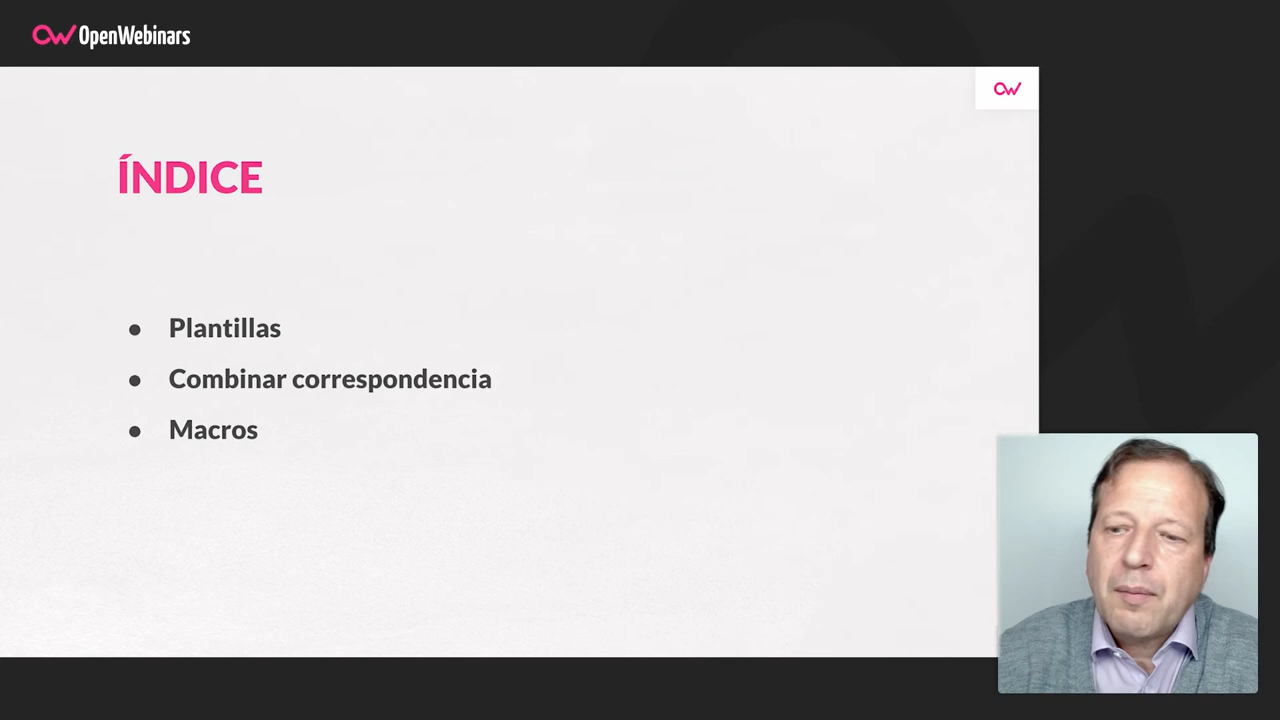 OpenWebinars
ÍNDICE
● Plantillas
● Combinar correspondencia
● Macros